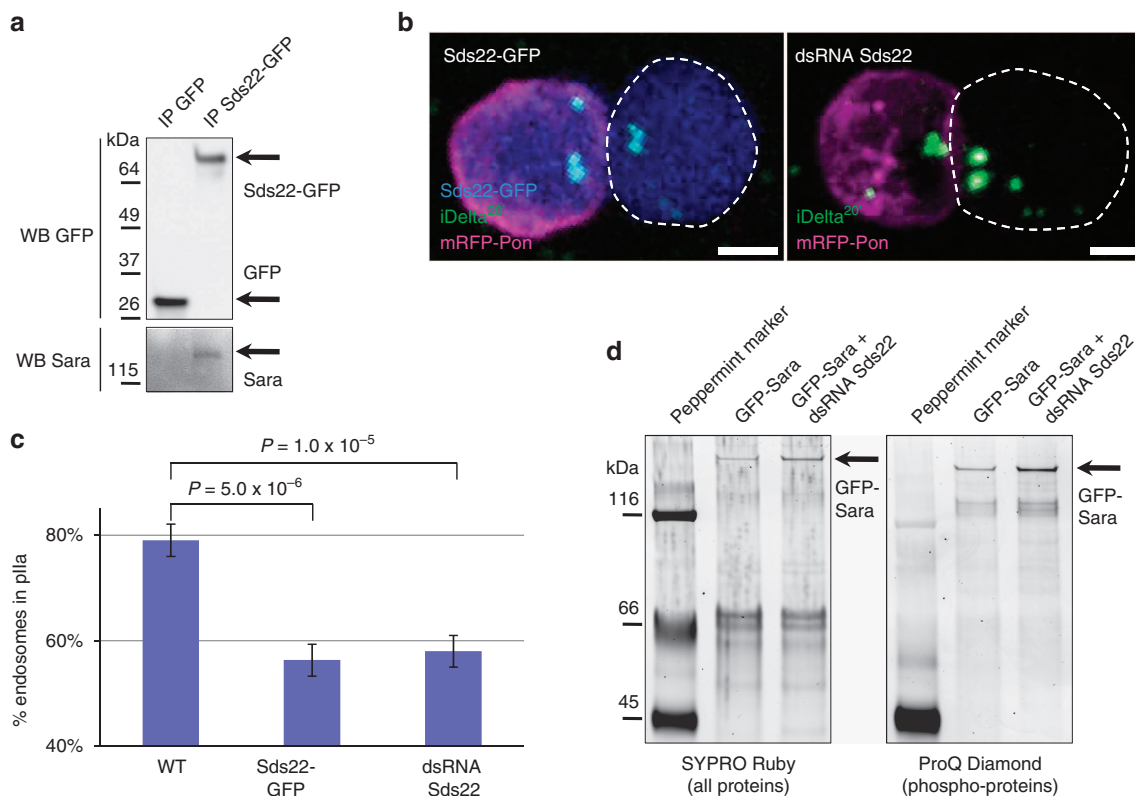 a
IP GFP
IP Sds22-GFP
kDa
64
49
37
26
115
WB GFP
WB Sara
Sds22-GFP
GFP
Sara
b
Sds22-GFP
Sds22-GFP
iDelta20'
mRFP-Pon
dsRNA Sds22
iDelta20'
mRFP-Pon
c
P = 1.0 x 10–5
P = 5.0 x 10–6
% endosomes in pIIa
80%
60%
40%
WT
Sds22-
GFP
dsRNA
Sds22
d
Peppermint marker
GFP-Sara
GFP-Sara +
dsRNA Sds22
kDa
116
66
45
GFP-
Sara
SYPRO Ruby
(all proteins)
Peppermint marker
GFP-Sara
GFP-Sara +
dsRNA Sds22
GFP-
Sara
ProQ Diamond
(phospho-proteins)